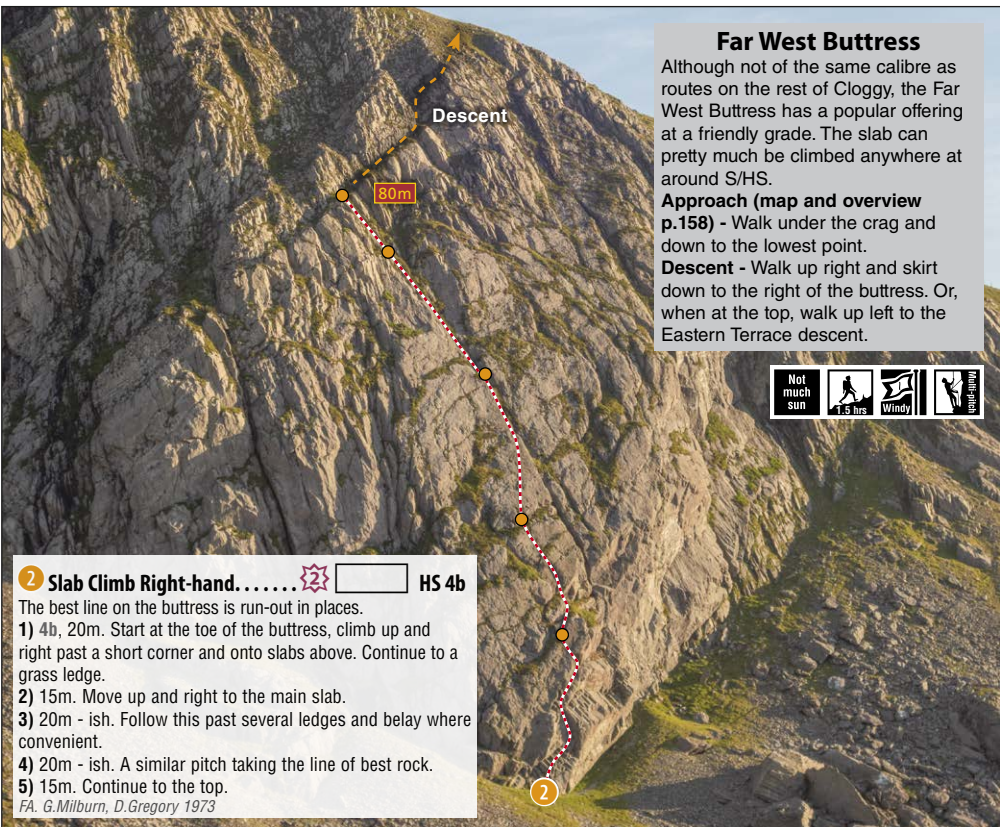 Far West Buttress
Although not of the same calibre as
routes on the rest of Cloggy, the Far
West Buttress has a popular offering
at a friendly grade. The slab can
pretty much be climbed anywhere at
around S/HS.
Approach (map and overview
p.158) - Walk under the crag and
down to the lowest point.
Descent - Walk up right and skirt
down to the right of the buttress. Or,
when at the top, walk up left to the
Eastern Terrace descent.
Not
much
sun
1.5 hrs
Windy
Multi-pitch
Descent
80m
2 Slab Climb Right-hand. . . . . . . 2 HS 4b
The best line on the buttress is run-out in places.
1) 4b, 20m. Start at the toe of the buttress, climb up and
right past a short corner and onto slabs above. Continue to a
grass ledge.
2) 15m. Move up and right to the main slab.
3) 20m - ish. Follow this past several ledges and belay where
convenient.
4) 20m - ish. A similar pitch taking the line of best rock.
5) 15m. Continue to the top.
FA. G.Milburn, D.Gregory 1973
2